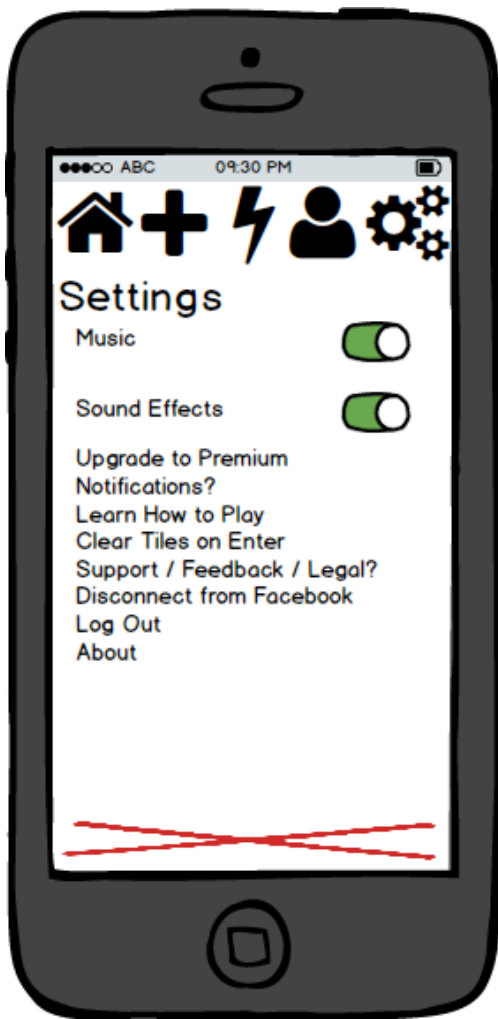 ABC 09:30 PM
Settings
Music
Sound Effects
Upgrade to Premium
Notifications?
Learn How to Play
Clear Tiles on Enter
Support / Feedback / Legal?
Disconnect from Facebook
Log Out
About